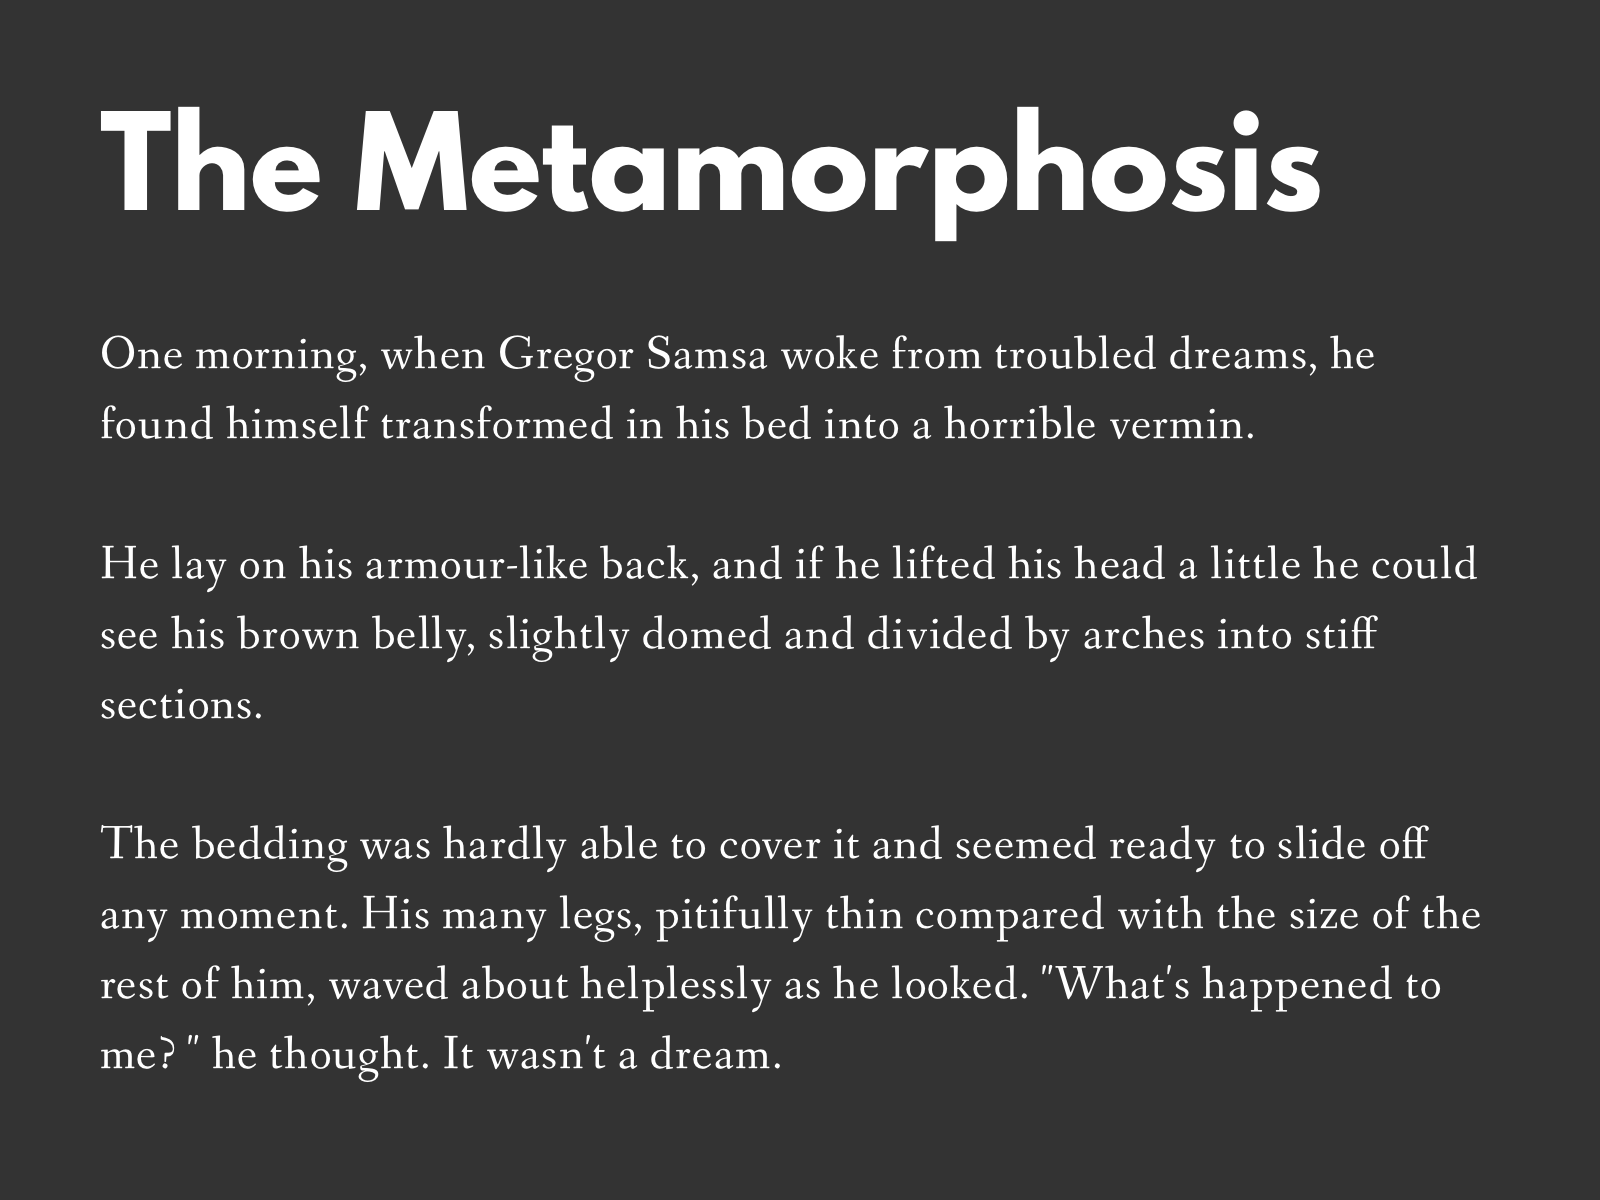 The Metamorphosis
One morning, when Gregor Samsa woke from troubled dreams, he
found himself transformed in his bed into a horrible vermin.
He lay on his armour-like back, and if he lifted his head a little he could
see his brown belly, slightly domed and divided by arches into stiff
sections.
The bedding was hardly able to cover it and seemed ready to slide off
any moment. His many legs, pitifully thin compared with the size of the
rest of him, waved about helplessly as he looked. "What's happened to
me? " he thought. It wasn't a dream.